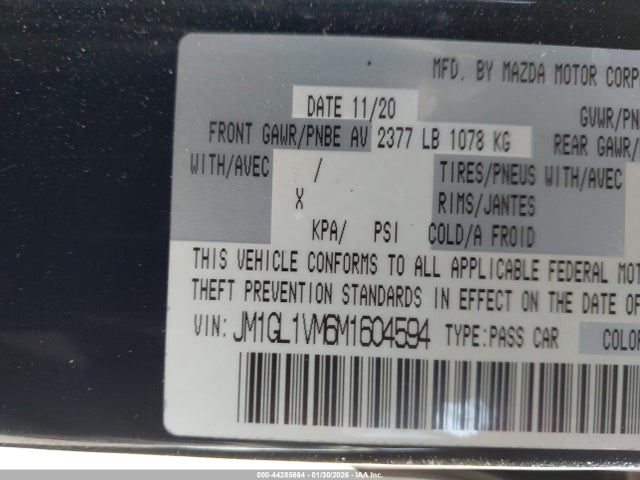 MFD. BY MAZDA MOTOR CORP
DATE 11/20
GVWR/PN
FRONT GAWR/PNBE AV 2377 LB 1078 KG REAR GAWR/
WITH/AVEC / TIRES/PNEUS WITH/AVEC
X RIMS/JANTES
KPA/ PSI COLD/A FROID
THIS VEHICLE CONFORMS TO ALL APPLICABLE FEDERAL MOT
THEFT PREVENTION STANDARDS IN EFFECT ON THE DATE OF
VIN: JM1GL1VM6M1604594 TYPE:PASS CAR COLOR
000-44285864 - 01/30/2026 - IAA Inc.